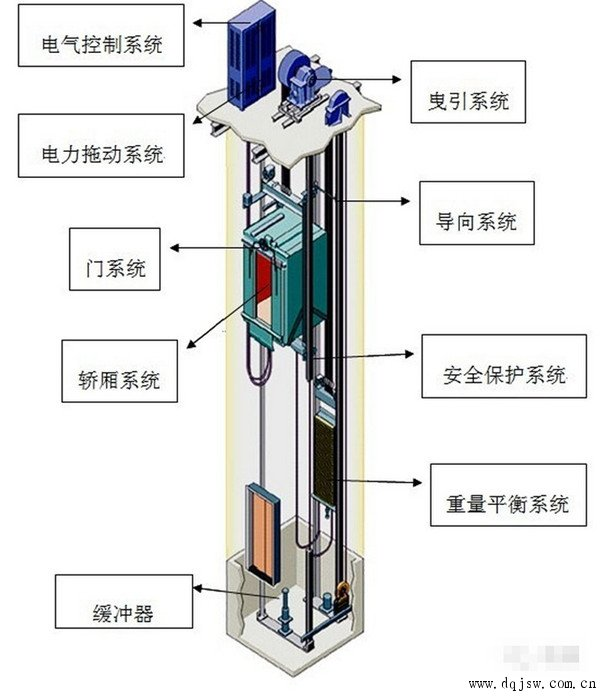 电气控制系统
曳引系统
电力拖动系统
导向系统
门系统
轿厢系统
安全保护系统
重量平衡系统
缓冲器
www.dqjsw.com.cn